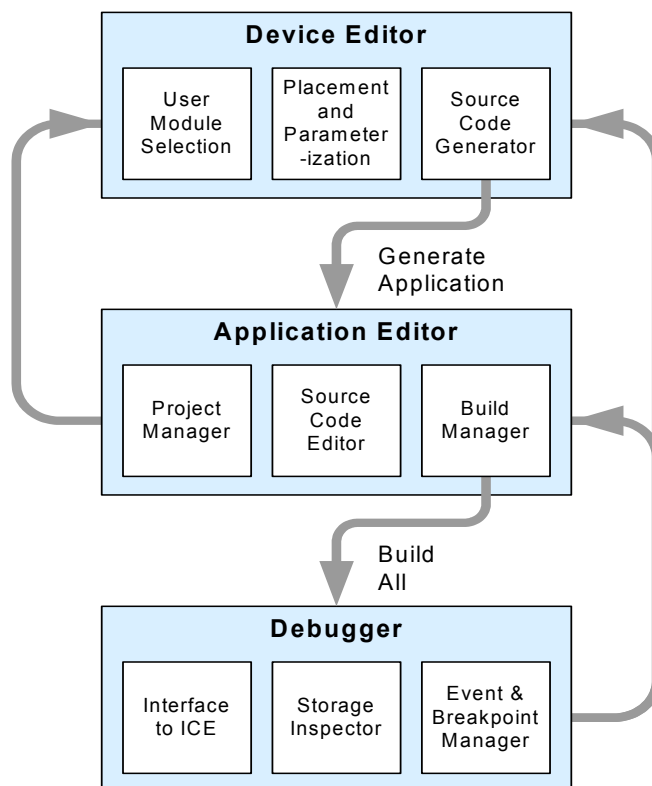 Device Editor
User
Module
Selection
Placement
and
Parameter
-ization
Source
Code
Generator
Generate
Application
Application Editor
Project
Manager
Source
Code
Editor
Build
Manager
Build
All
Debugger
Interface
to ICE
Storage
Inspector
Event &
Breakpoint
Manager